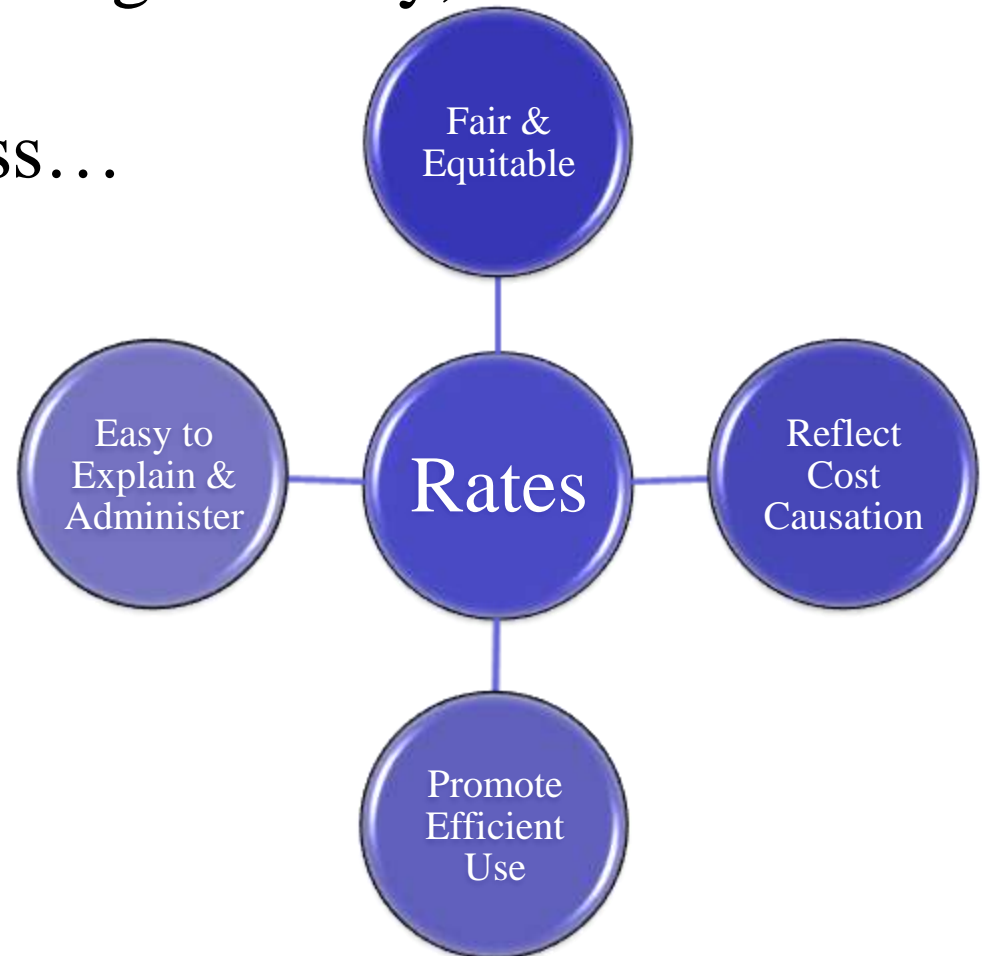 ss…
Fair &
Equitable
Easy to
Explain &
Administer
Rates
Reflect
Cost
Causation
Promote
Efficient
Use